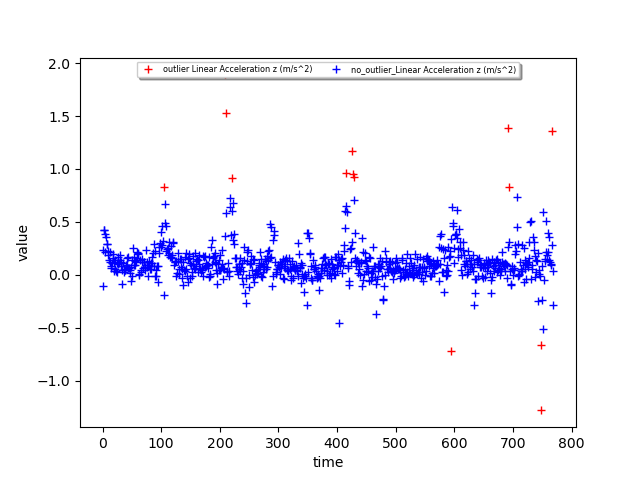 outlier Linear Acceleration z (m/s^2) no_outlier_Linear Acceleration z (m/s^2)
2.0
1.5
1.0
0.5
0.0
−0.5
−1.0
value
0 100 200 300 400 500 600 700 800
time